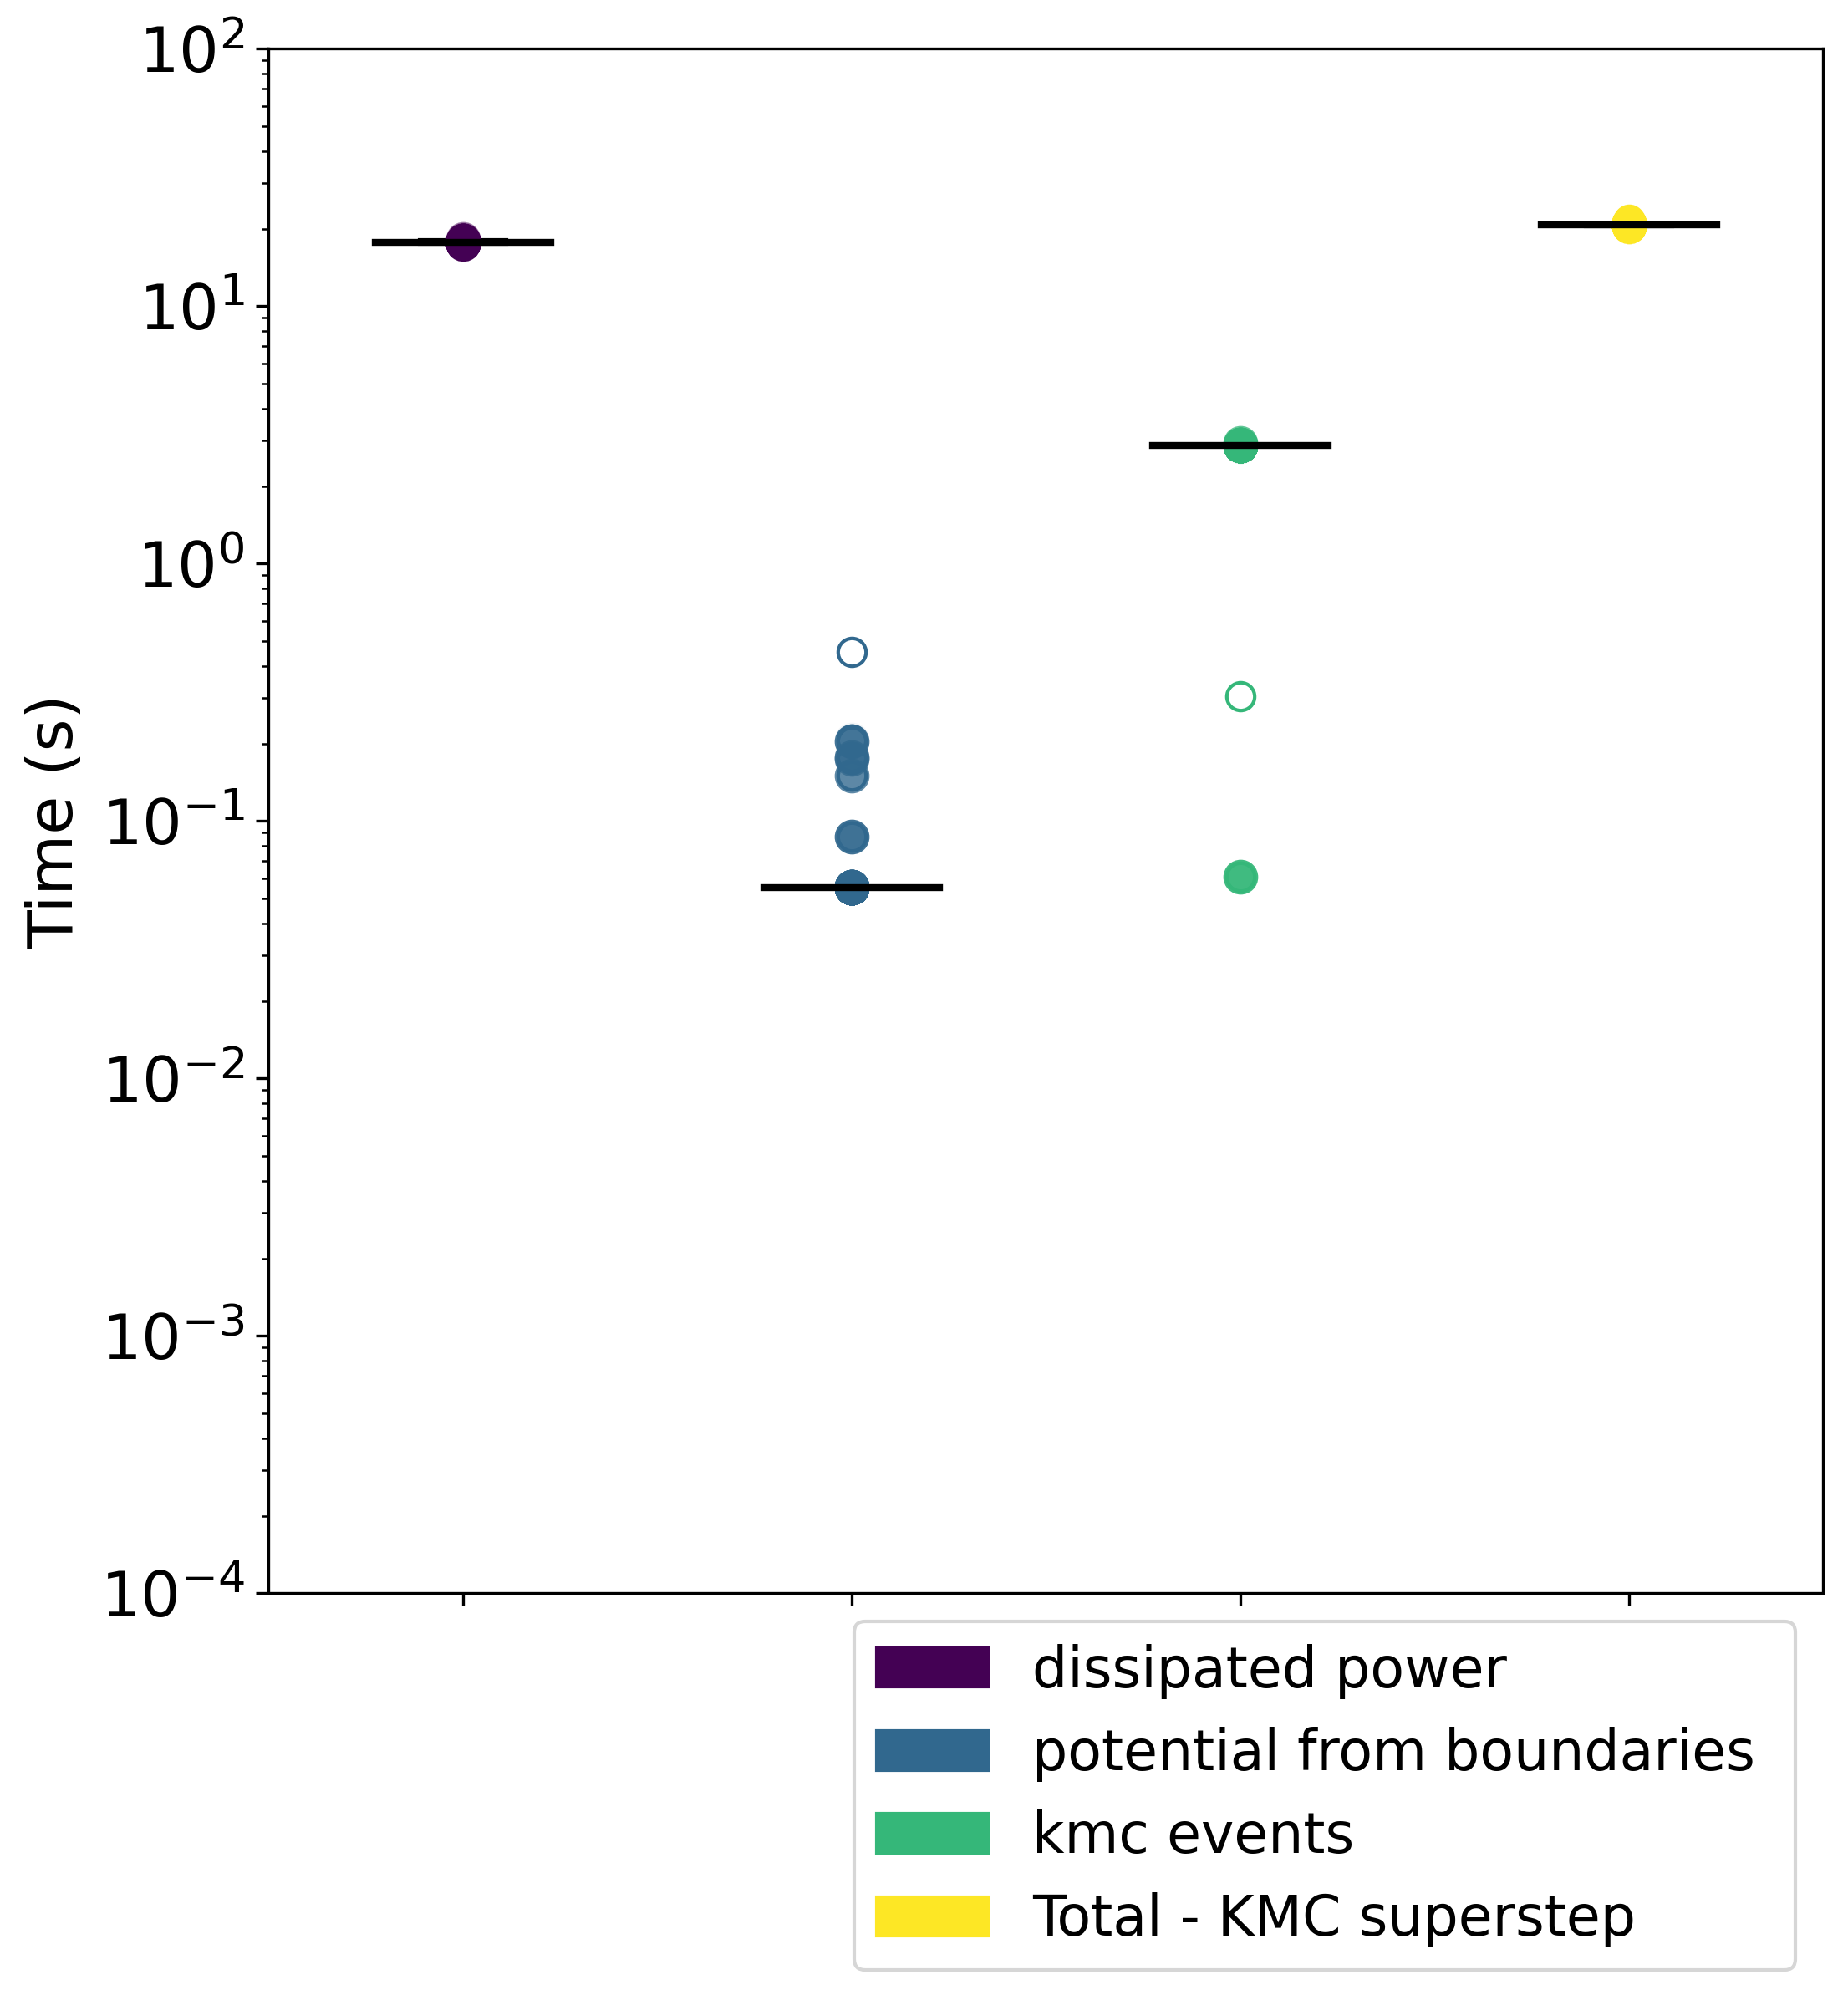 10²
10¹
10⁰
10⁻¹
10⁻²
10⁻³
10⁻⁴
Time (s)
dissipated power
potential from boundaries
kmc events
Total - KMC superstep